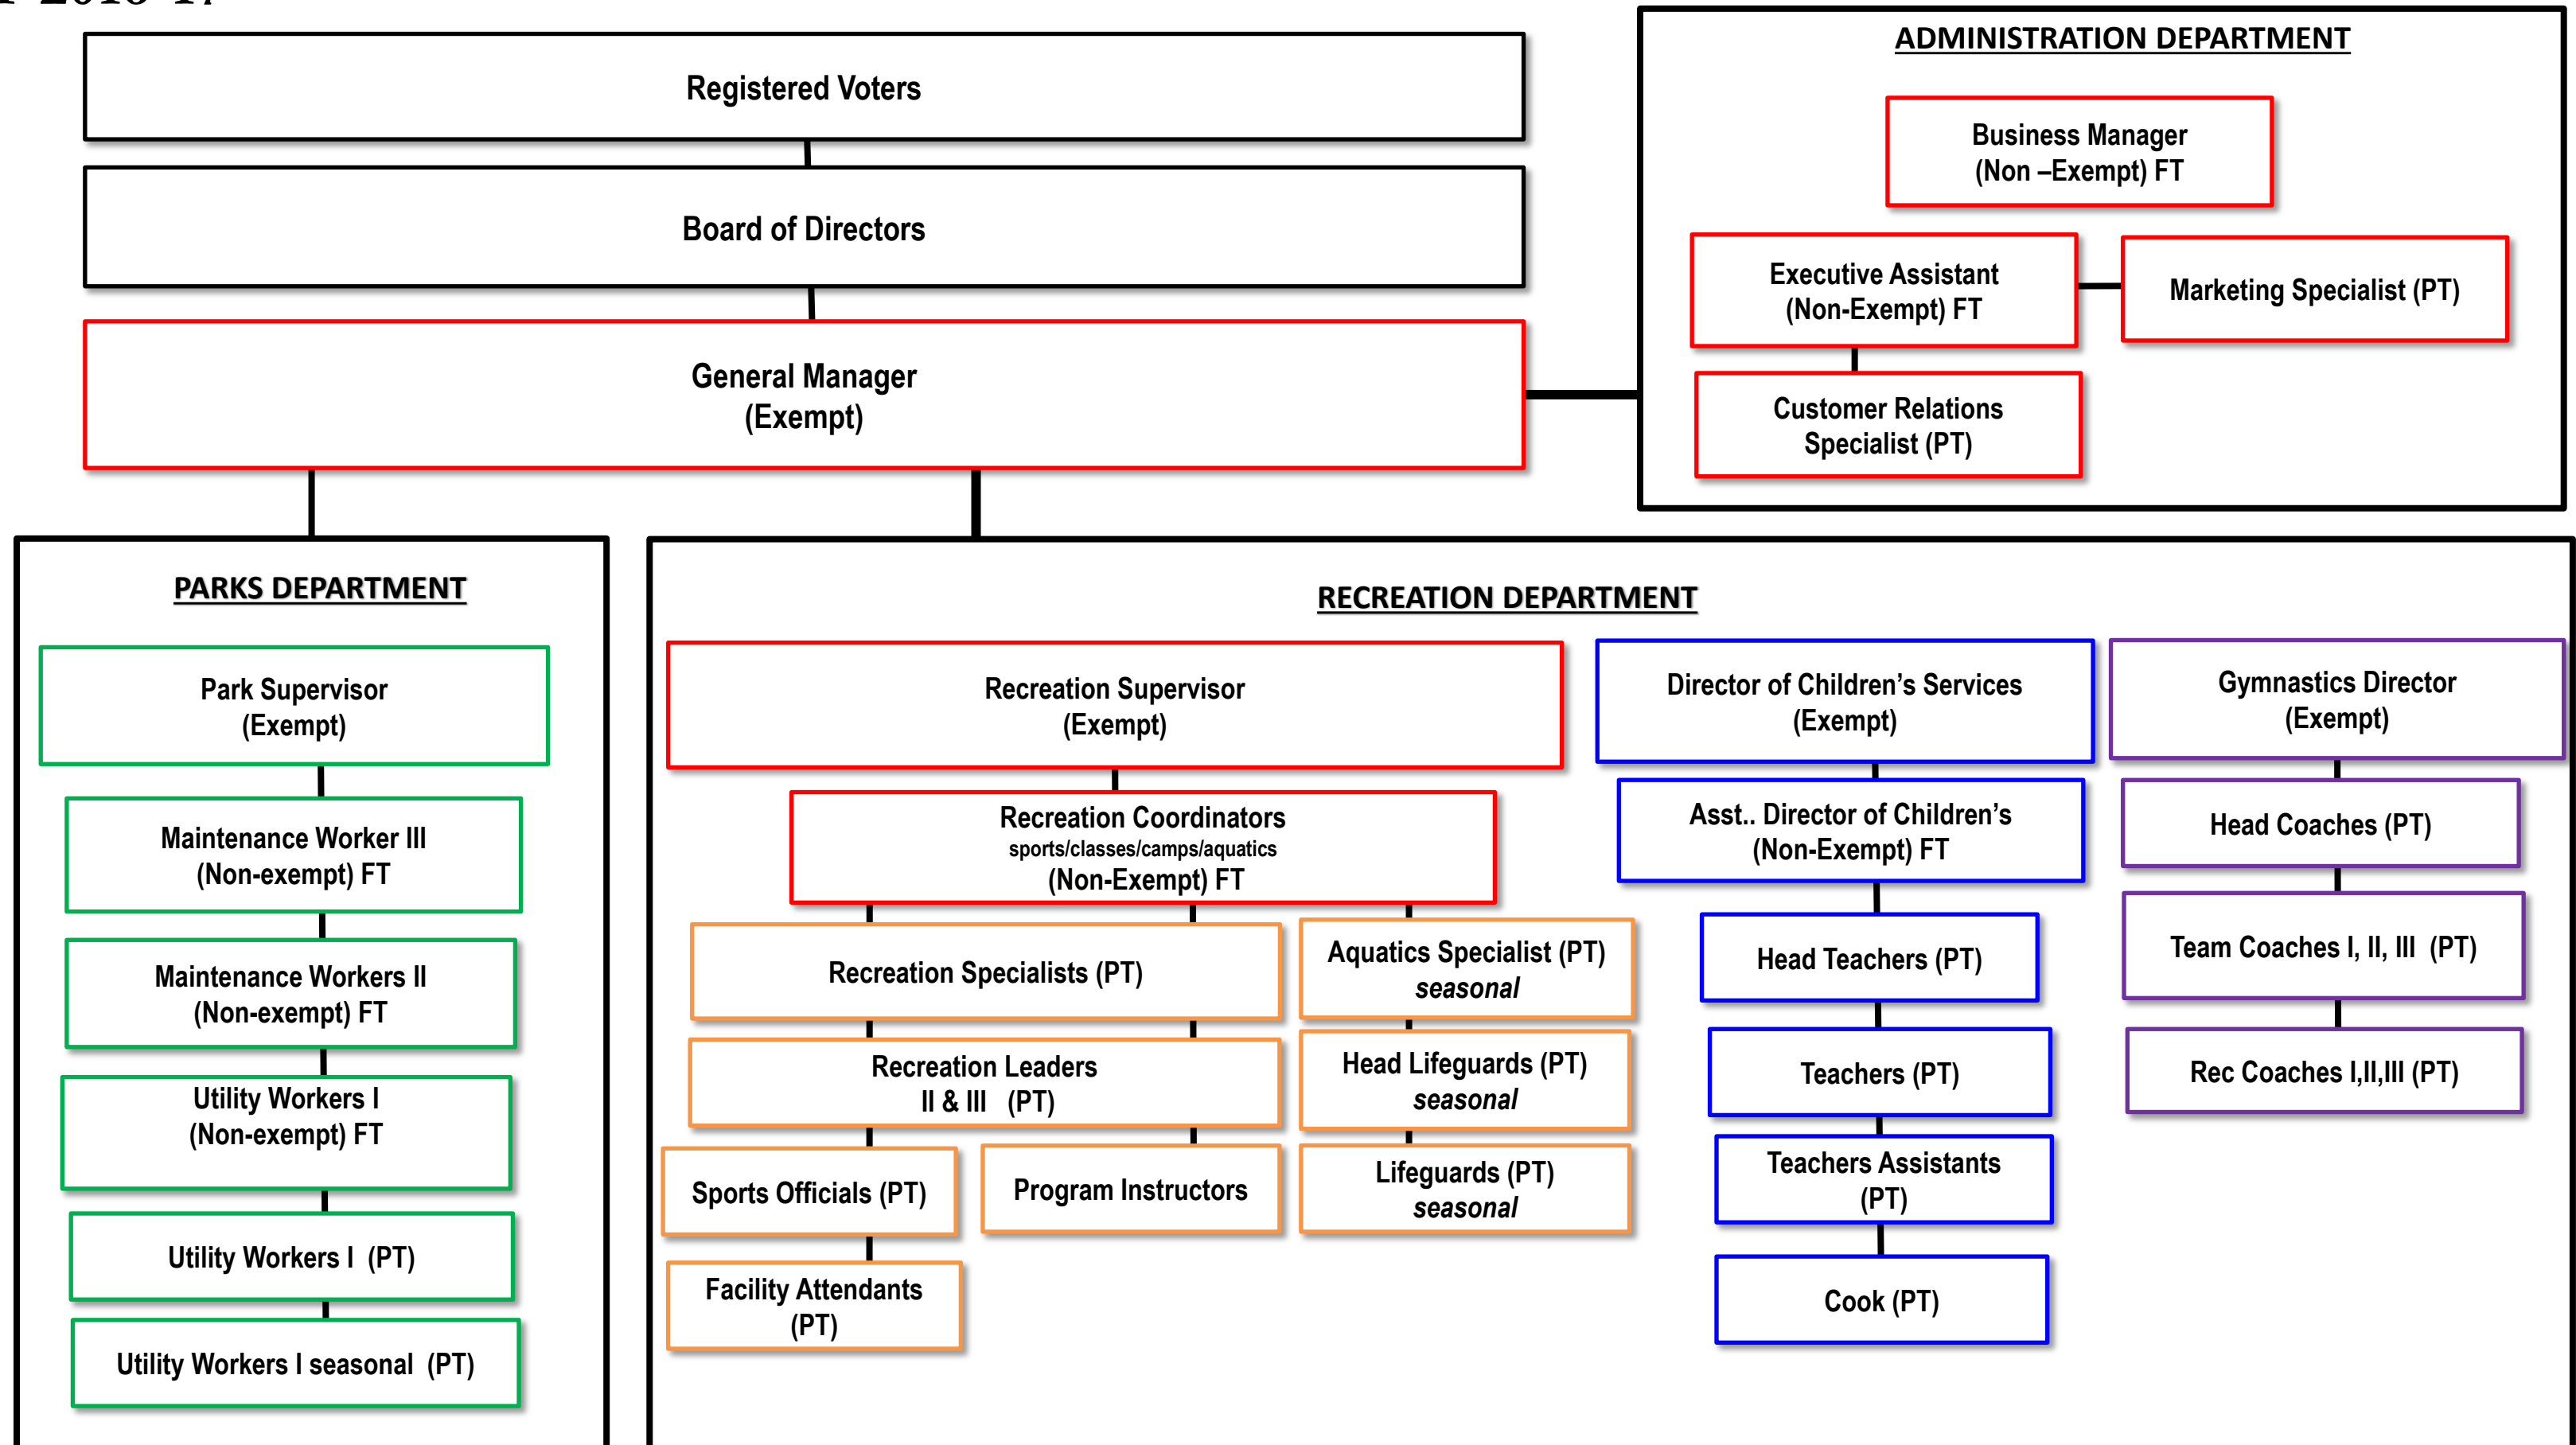 Registered Voters
Board of Directors
General Manager
(Exempt)
ADMINISTRATION DEPARTMENT
Business Manager
(Non –Exempt) FT
Executive Assistant
(Non-Exempt) FT
Marketing Specialist (PT)
Customer Relations
Specialist (PT)
PARKS DEPARTMENT
Park Supervisor
(Exempt)
Maintenance Worker III
(Non-exempt) FT
Maintenance Workers II
(Non-exempt) FT
Utility Workers I
(Non-exempt) FT
Utility Workers I  (PT)
Utility Workers I seasonal  (PT)
RECREATION DEPARTMENT
Recreation Supervisor
(Exempt)
Recreation Coordinators
sports/classes/camps/aquatics
(Non-Exempt) FT
Recreation Specialists (PT)
Recreation Leaders
II & III   (PT)
Sports Officials (PT)
Program Instructors
Facility Attendants
(PT)
Aquatics Specialist (PT)
seasonal
Head Lifeguards (PT)
seasonal
Lifeguards (PT)
seasonal
Director of Children’s Services
(Exempt)
Asst.. Director of Children’s
(Non-Exempt) FT
Head Teachers (PT)
Teachers (PT)
Teachers Assistants
(PT)
Cook (PT)
Gymnastics Director
(Exempt)
Head Coaches (PT)
Team Coaches I, II, III  (PT)
Rec Coaches I,II,III (PT)